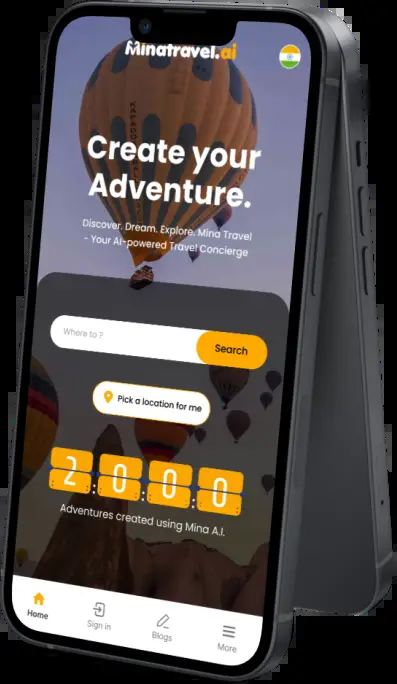 Minatravel.ai
Create your
Adventure.
Discover. Dream. Explore. Mina Travel
- Your AI-powered Travel Concierge
Where to ?
Search
Pick a location for me
2:0:0:0
Adventures created using Mina A.I.
Home
Sign in
Blogs
More